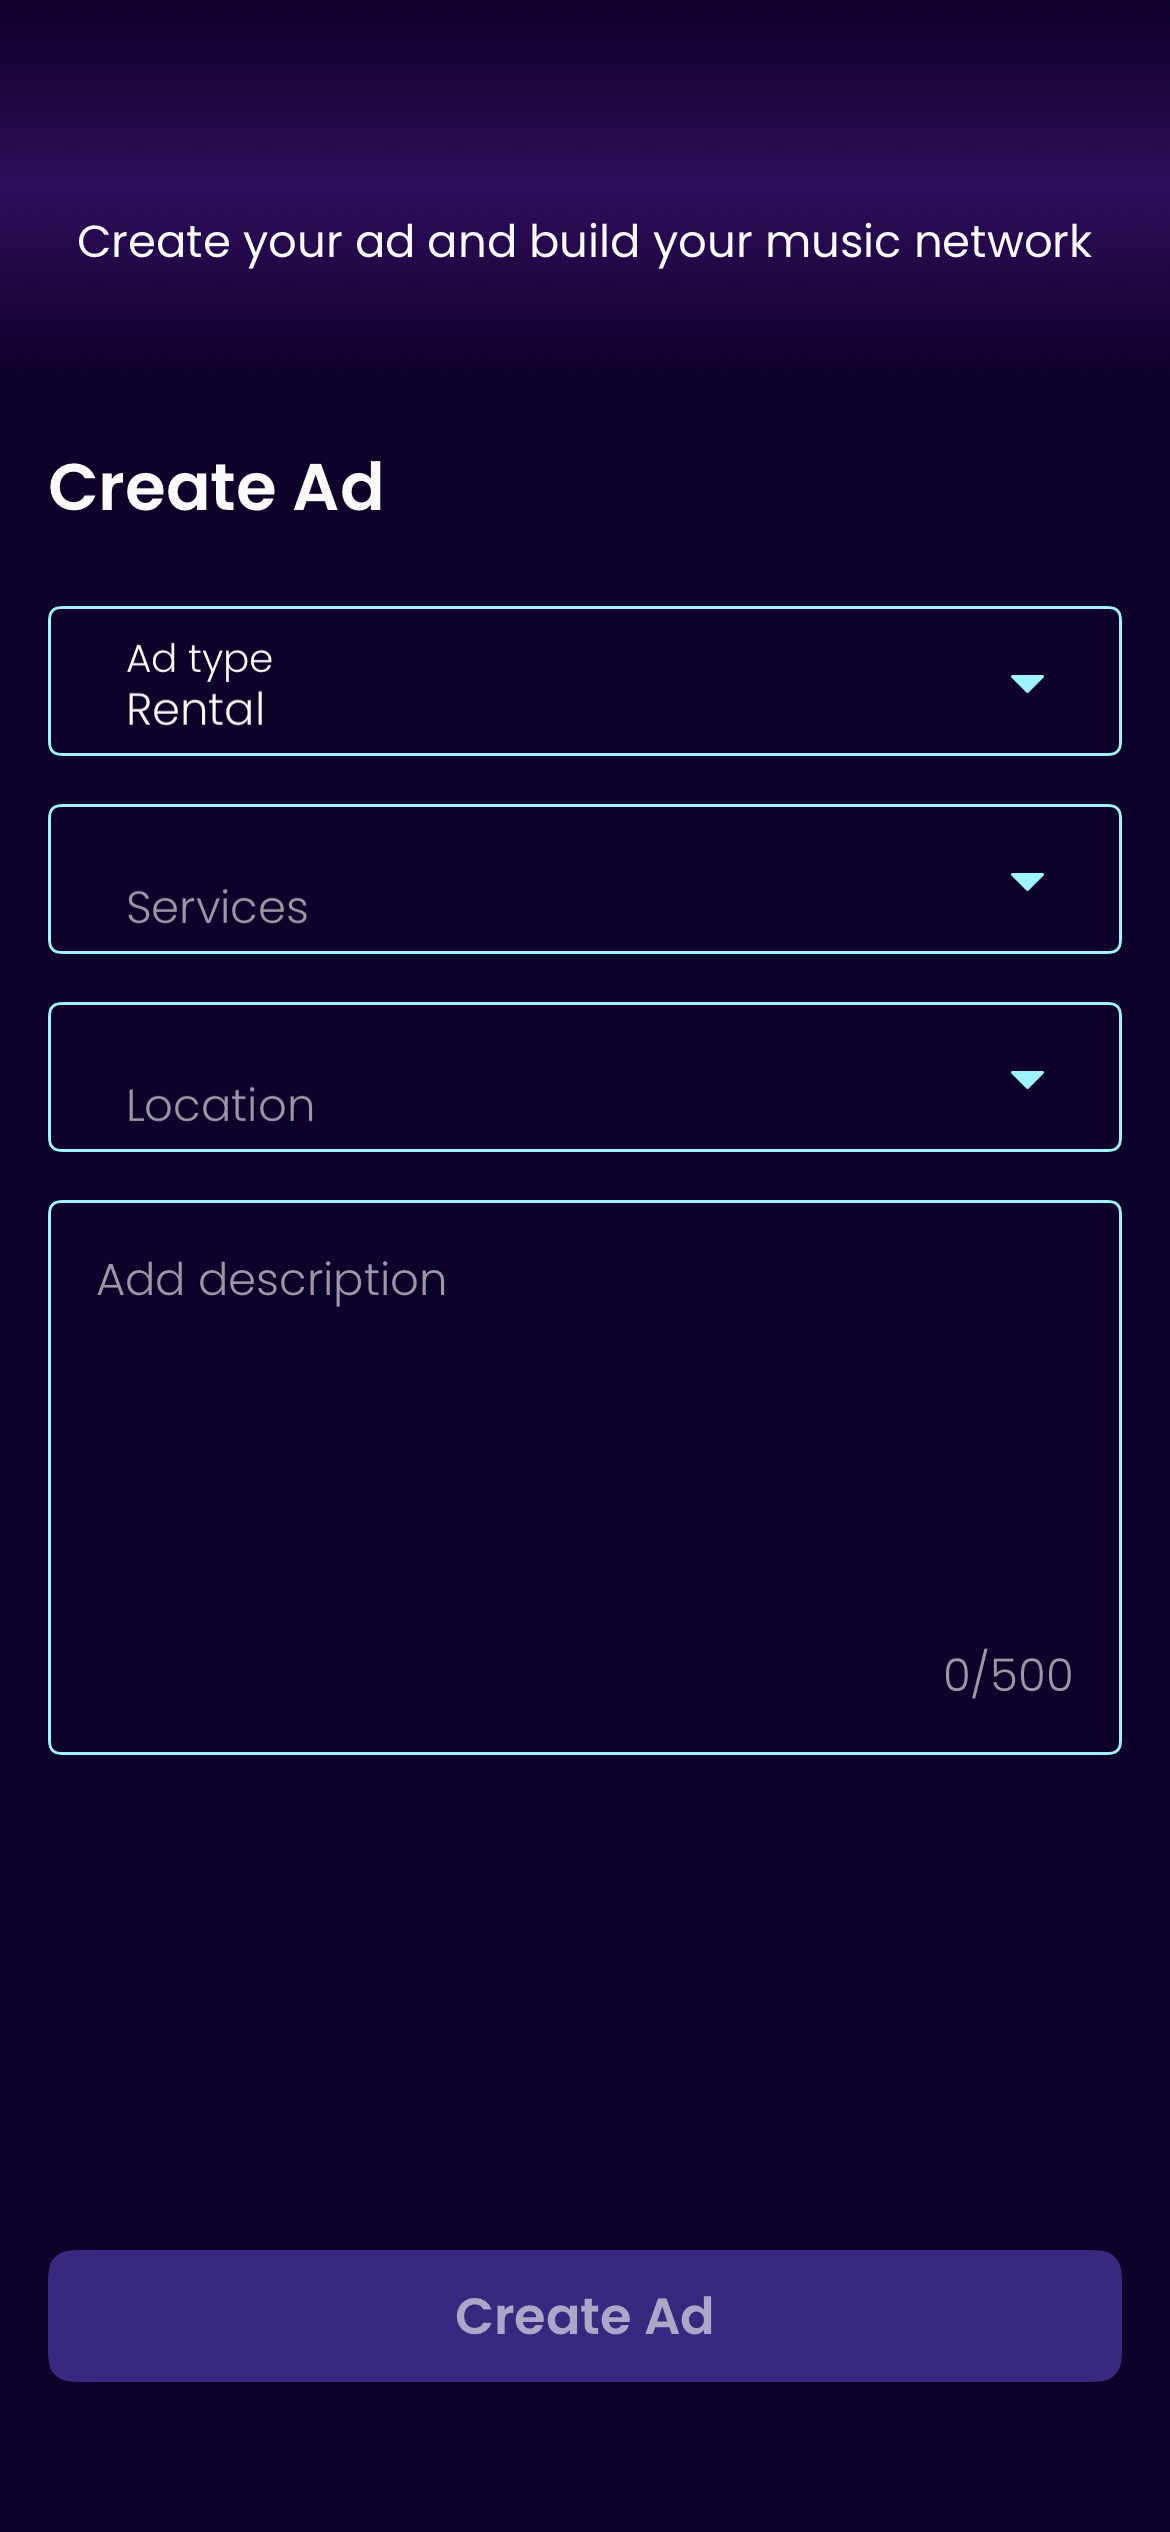 Create your ad and build your music network
Create Ad
Ad type
Rental
Services
Location
Add description
0/500
Create Ad